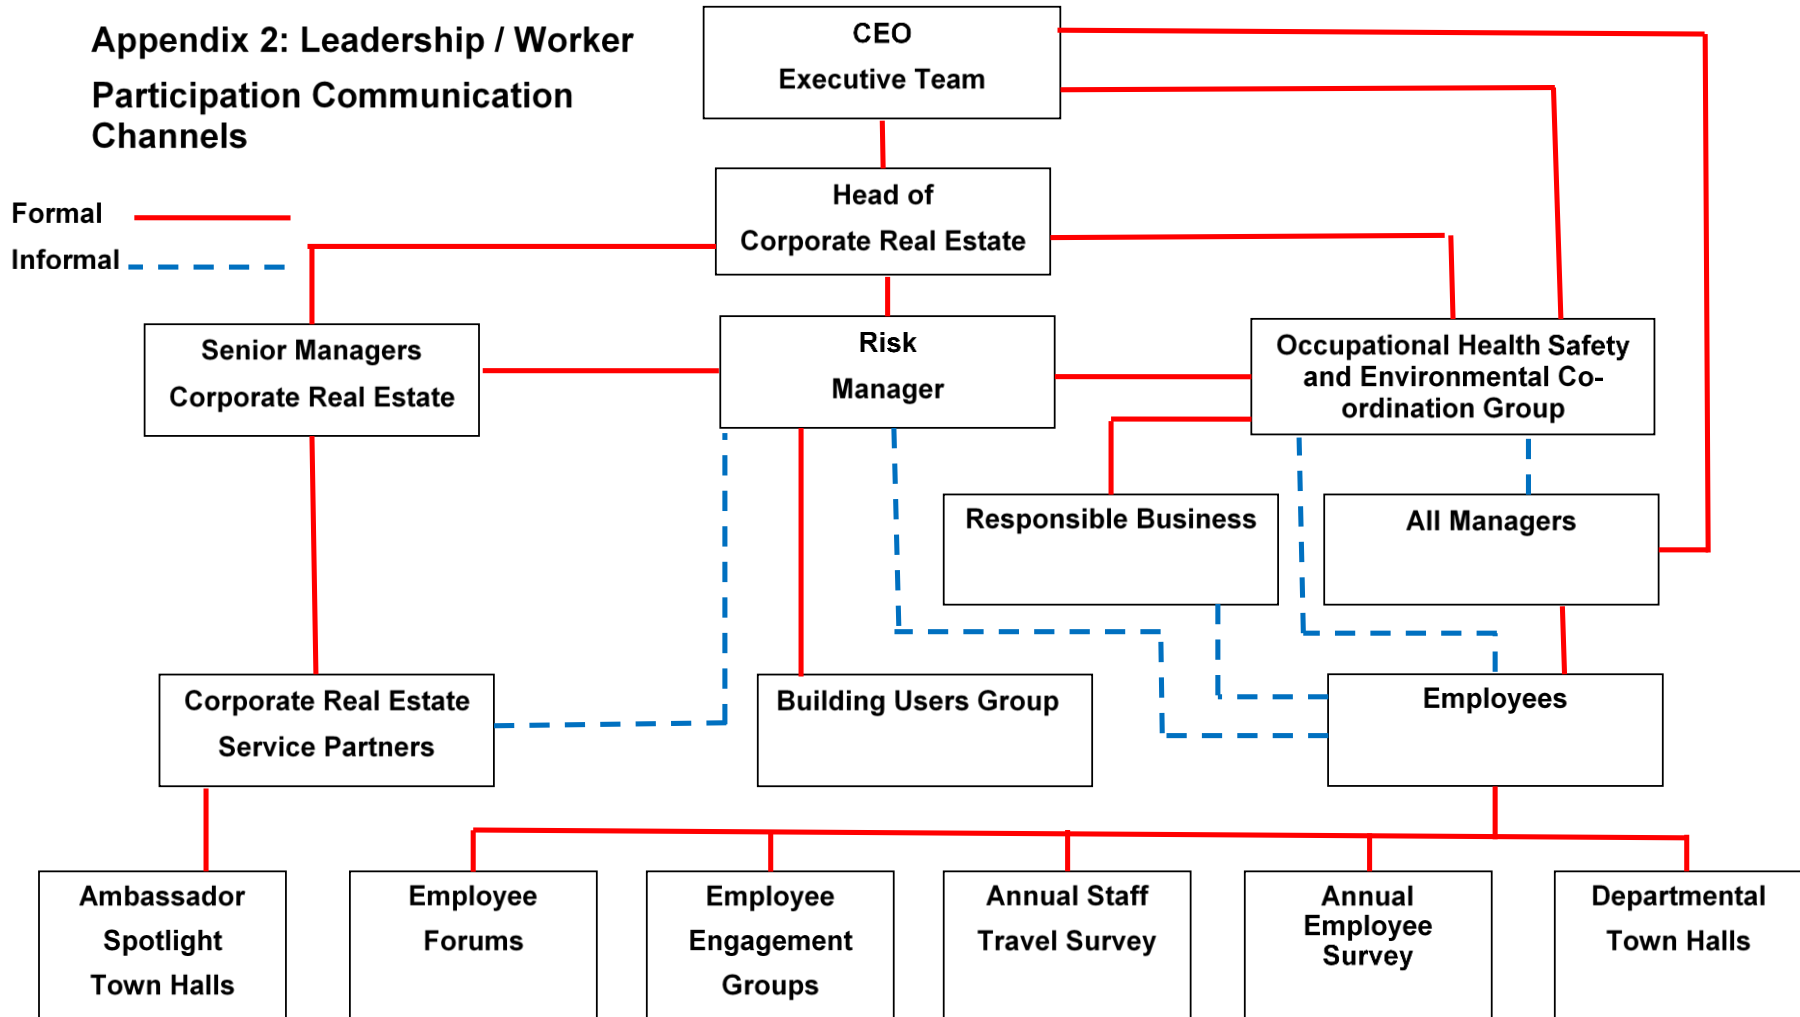 Appendix 2: Leadership / Worker
Participation Communication
Channels
Formal
Informal
CEO
Executive Team
Head of
Corporate Real Estate
Senior Managers
Corporate Real Estate
Risk
Manager
Occupational Health Safety
and Environmental Co-
ordination Group
Responsible Business
All Managers
Corporate Real Estate
Service Partners
Building Users Group
Employees
Ambassador
Spotlight
Town Halls
Employee
Forums
Employee
Engagement
Groups
Annual Staff
Travel Survey
Annual
Employee
Survey
Departmental
Town Halls